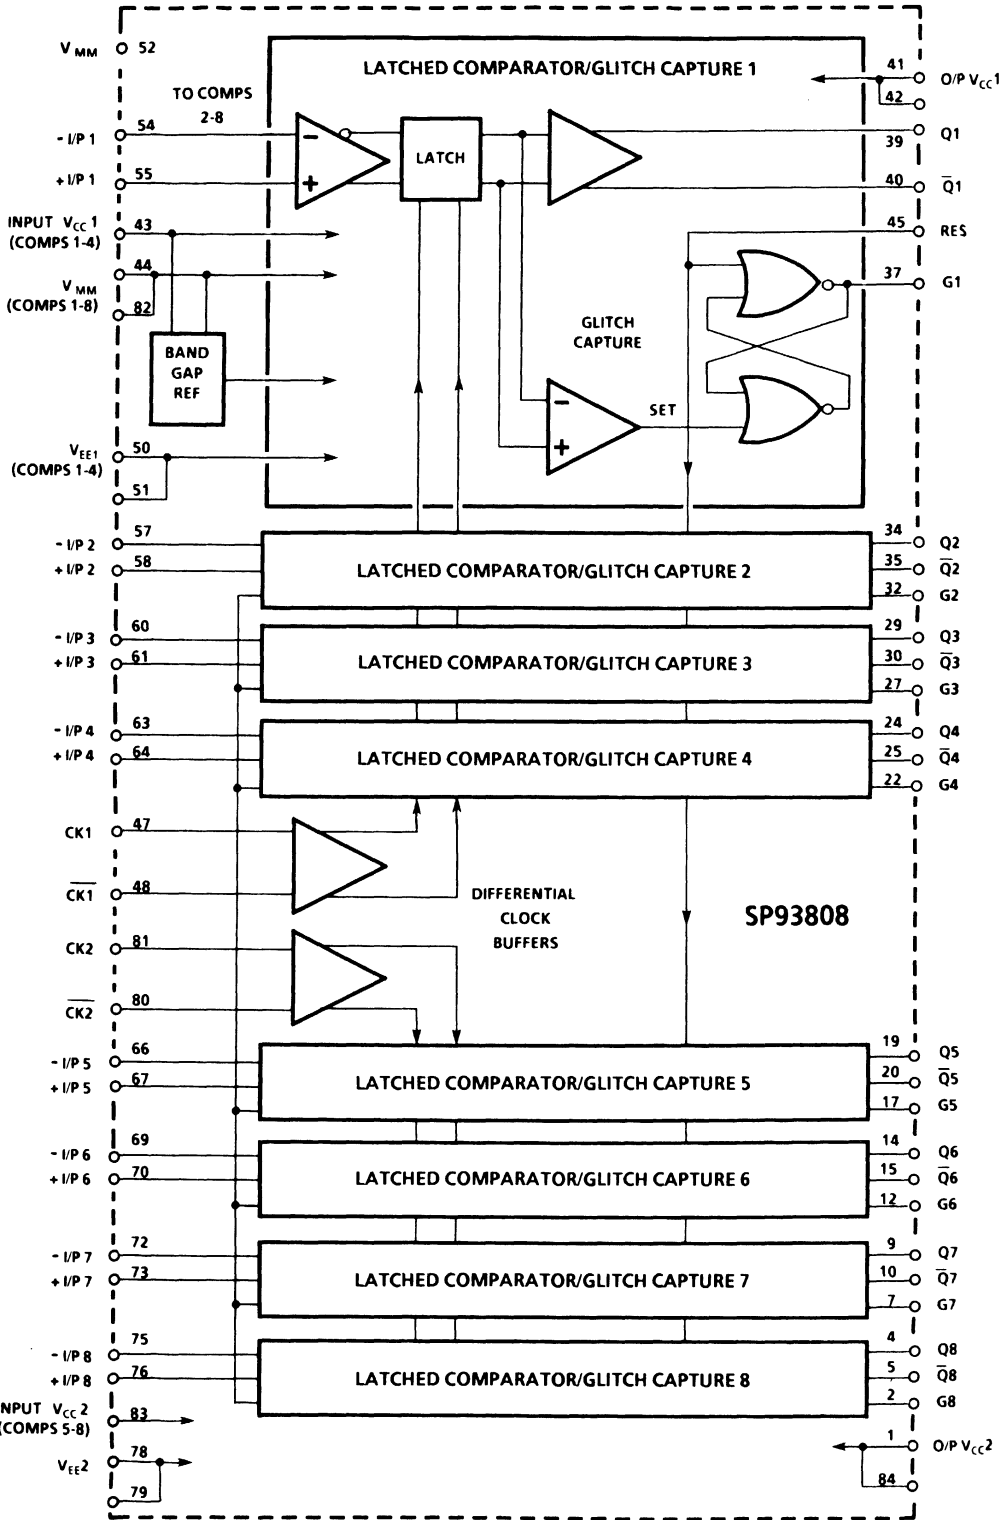 V MM 52
LATCHED COMPARATOR/GLITCH CAPTURE 1
41 O/P VCC1
42
TO COMPS
2-8
- I/P 1 54
LATCH
Q1
39
+ I/P 1 55
40 Q̅1
INPUT VCC 1 43
(COMPS 1-4)
45 RES
44
VMM
(COMPS 1-8)
82
37 G1
BAND
GAP
REF
GLITCH
CAPTURE
SET
−
+
−
+
VEE1 50
(COMPS 1-4)
51
- I/P 2 57
+ I/P 2 58
LATCHED COMPARATOR/GLITCH CAPTURE 2
34 Q2
35 Q̅2
32 G2
- I/P 3 60
+ I/P 3 61
LATCHED COMPARATOR/GLITCH CAPTURE 3
29 Q3
30 Q̅3
27 G3
- I/P 4 63
+ I/P 4 64
LATCHED COMPARATOR/GLITCH CAPTURE 4
24 Q4
25 Q̅4
22 G4
CK1 47
C̅K̅1̅ 48
DIFFERENTIAL
CLOCK
BUFFERS
SP93808
CK2 81
C̅K̅2̅ 80
- I/P 5 66
+ I/P 5 67
LATCHED COMPARATOR/GLITCH CAPTURE 5
19 Q5
20 Q̅5
17 G5
- I/P 6 69
+ I/P 6 70
LATCHED COMPARATOR/GLITCH CAPTURE 6
14 Q6
15 Q̅6
12 G6
- I/P 7 72
+ I/P 7 73
LATCHED COMPARATOR/GLITCH CAPTURE 7
9 Q7
10 Q̅7
7 G7
- I/P 8 75
+ I/P 8 76
LATCHED COMPARATOR/GLITCH CAPTURE 8
4 Q8
5 Q̅8
2 G8
NPUT VCC 2 83
(COMPS 5-8)
VEE2 78
79
1 O/P VCC2
84